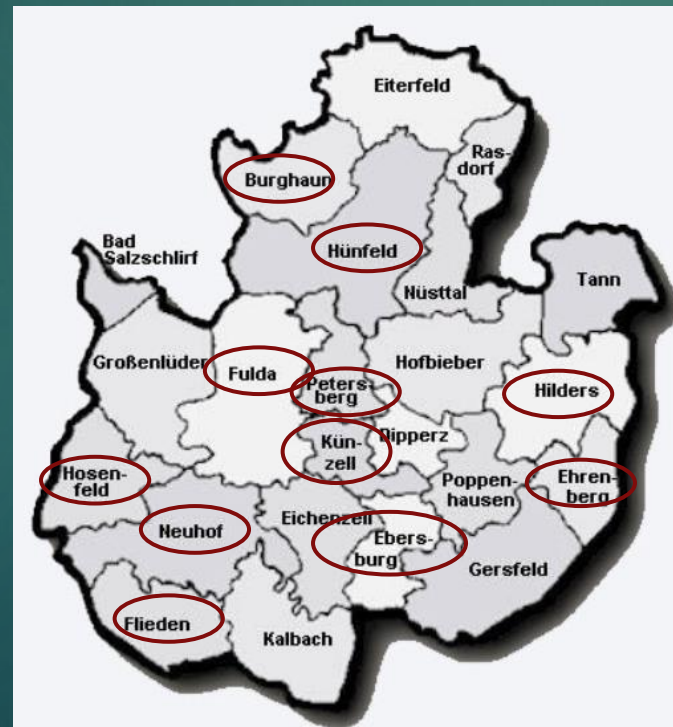 Eiterfeld
Ras-
dorf
Burghaun
Bad
Salzschlirf
Hünfeld
Tann
Nüsttal
Großenlüder
Hofbieber
Fulda
Peters-
berg
Hilders
Dipperz
Kün-
zell
Hosen-
feld
Poppen-
hausen
Ehren-
berg
Eichenzell
Neuhof
Ebers-
burg
Gersfeld
Flieden
Kalbach